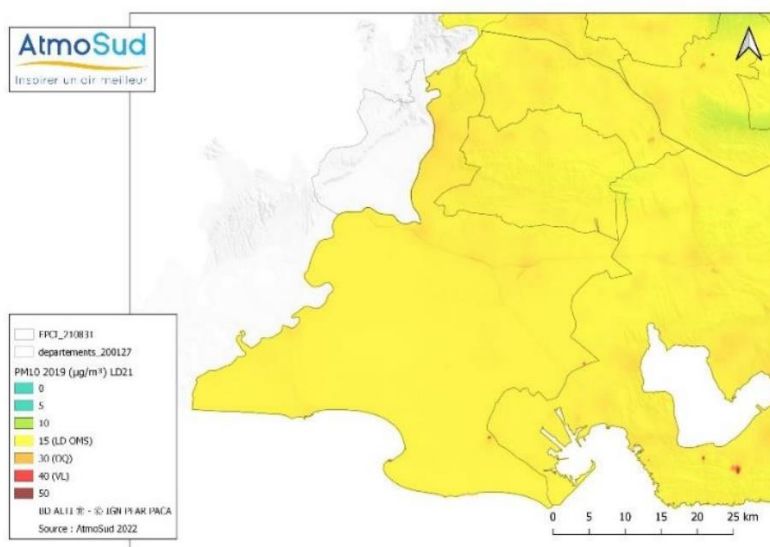 AtmoSud
Inspirer un air meilleur
EPCI_210831
departements_200127
PM10 2019 (µg/m³) LD21
0
5
10
15 (LD OMS)
30 (OQ)
40 (VL)
50
BD ALTI ® - © IGN PFAR PACA
Source : AtmoSud 2022
0 5 10 15 20 25 km